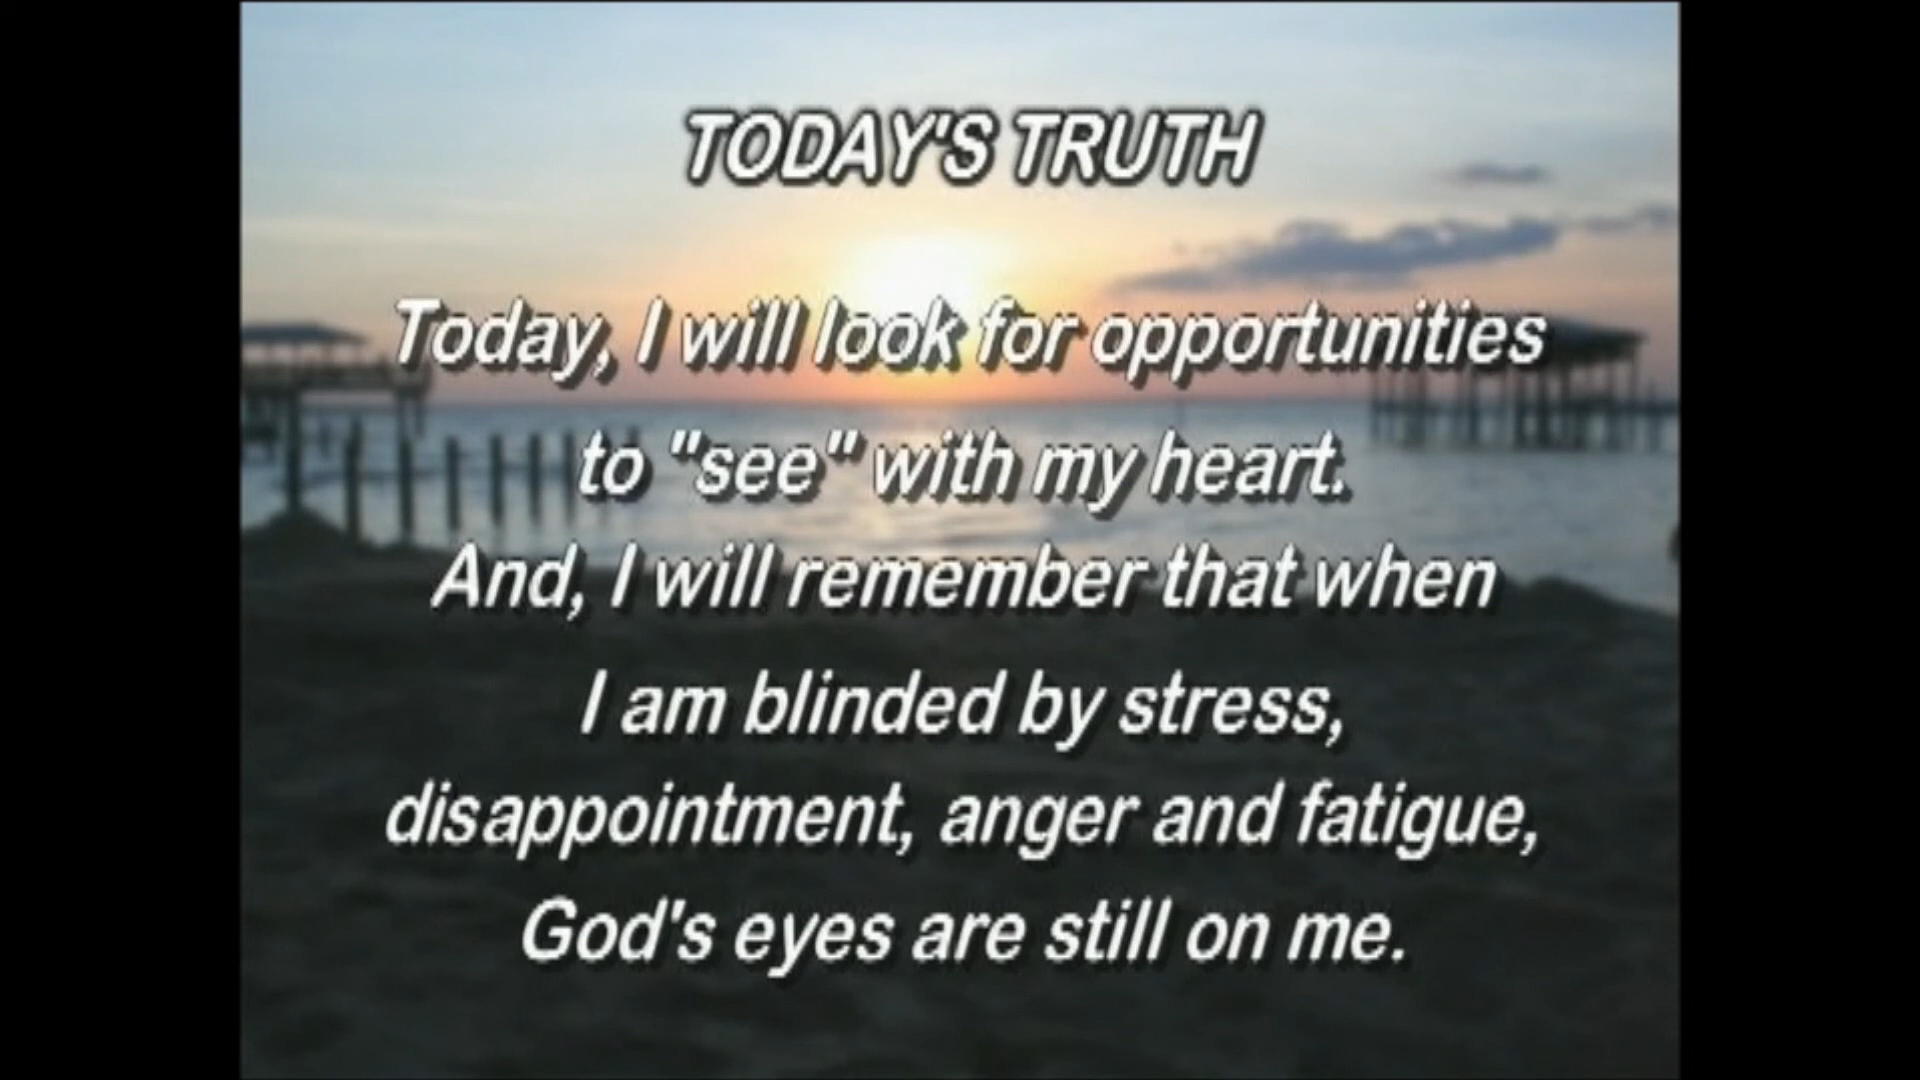 TODAY'S TRUTH
Today, I will look for opportunities
to "see" with my heart.
And, I will remember that when
I am blinded by stress,
disappointment, anger and fatigue,
God's eyes are still on me.